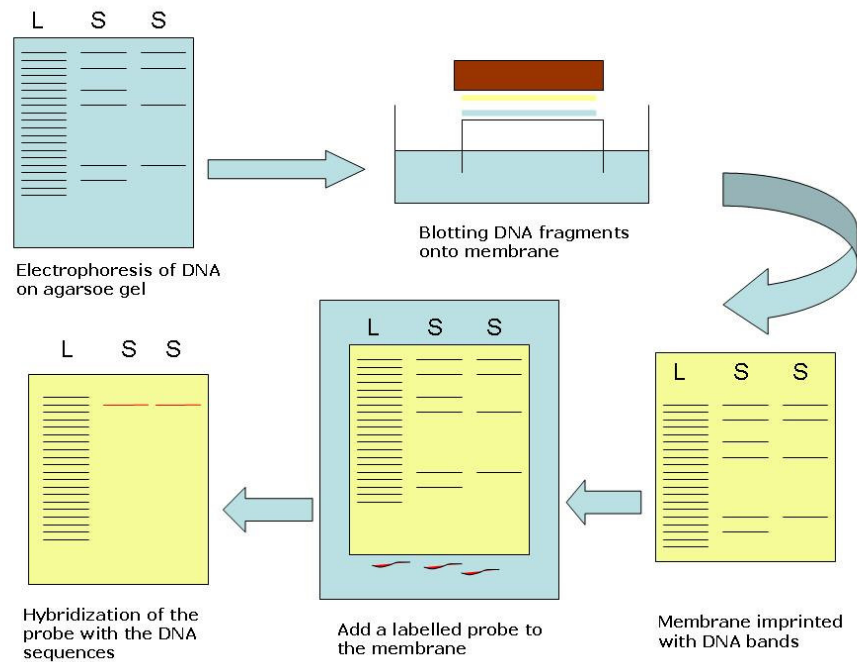 L S S
Electrophoresis of DNA
on agarsoe gel
Blotting DNA fragments
onto membrane
L S S
Membrane imprinted
with DNA bands
L S S
Add a labelled probe to
the membrane
L S S
Hybridization of the
probe with the DNA
sequences